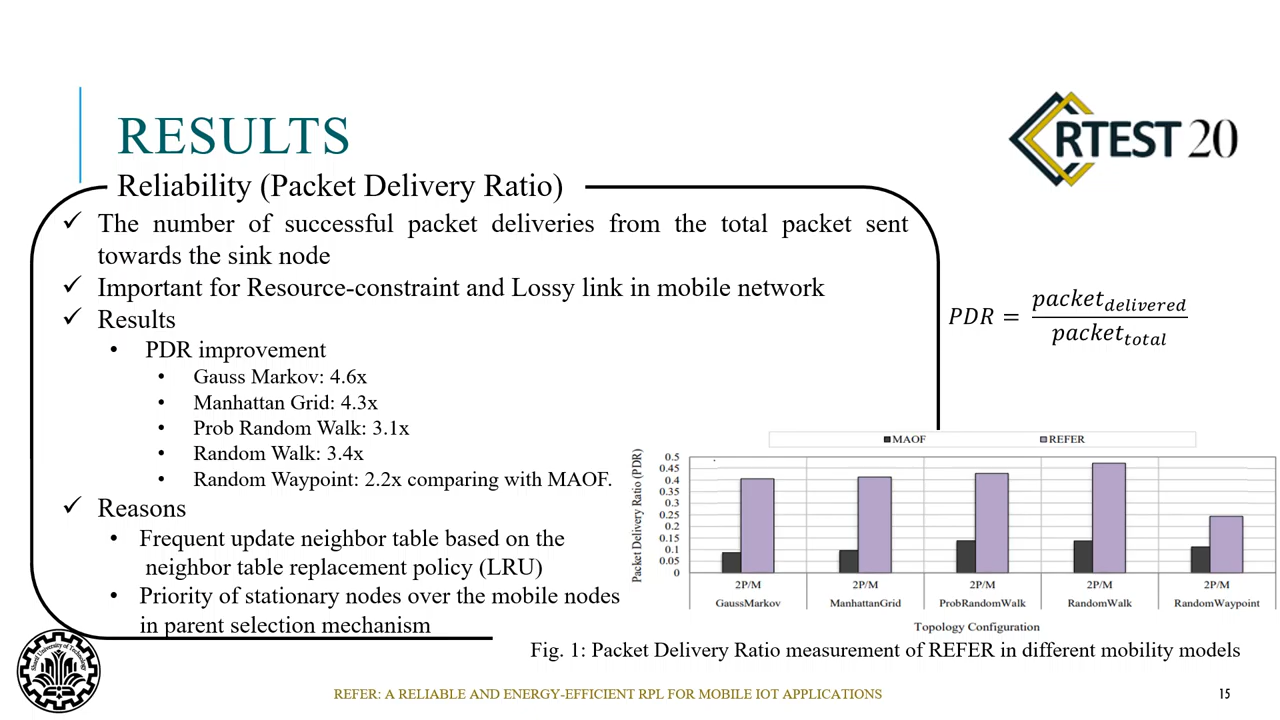 RESULTS
RTEST 20
Reliability (Packet Delivery Ratio)
✓ The number of successful packet deliveries from the total packet sent
towards the sink node
✓ Important for Resource-constraint and Lossy link in mobile network
✓ Results
• PDR improvement
• Gauss Markov: 4.6x
• Manhattan Grid: 4.3x
• Prob Random Walk: 3.1x
• Random Walk: 3.4x
• Random Waypoint: 2.2x comparing with MAOF.
✓ Reasons
• Frequent update neighbor table based on the
neighbor table replacement policy (LRU)
• Priority of stationary nodes over the mobile nodes
in parent selection mechanism
PDR = packet_delivered / packet_total
MAOF REFER
Packet Delivery Ratio (PDR)
0.5
0.45
0.4
0.35
0.3
0.25
0.2
0.15
0.1
0.05
0
2P/M 2P/M 2P/M 2P/M 2P/M
GaussMarkov ManhattanGrid ProbRandomWalk RandomWalk RandomWaypoint
Topology Configuration
Fig. 1: Packet Delivery Ratio measurement of REFER in different mobility models
Sharif University of Technology
REFER: A RELIABLE AND ENERGY-EFFICIENT RPL FOR MOBILE IOT APPLICATIONS
15